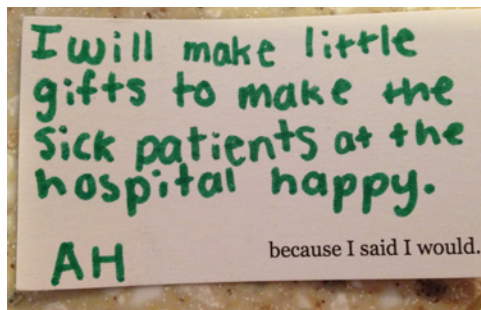 I will make little
gifts to make the
sick patients at the
hospital happy.
AH
because I said I would.